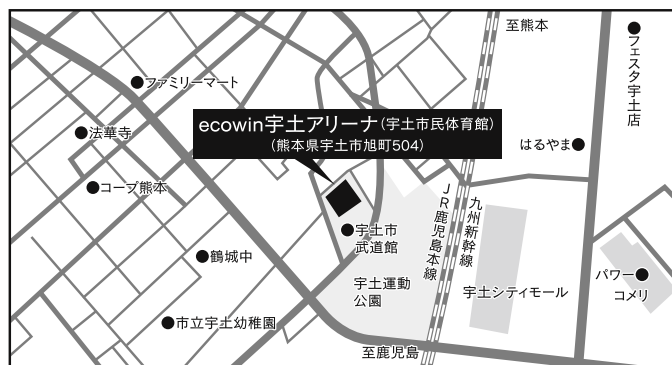 至熊本
フェスタ宇土店
ファミリーマート
ecowin宇土アリーナ(宇土市民体育館)
(熊本県宇土市旭町504)
法華寺
はるやま
コープ熊本
JR鹿児島本線
九州新幹線
宇土市
武道館
鶴城中
宇土運動
公園
宇土シティモール
パワー
コメリ
市立宇土幼稚園
至鹿児島